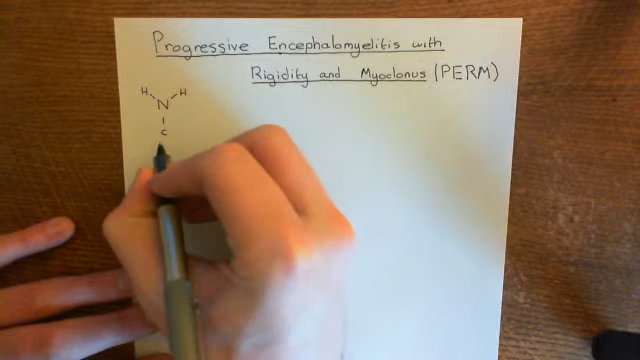 Progressive Encephalomyelitis with
Rigidity and Myoclonus (PERM)
H H
N
C